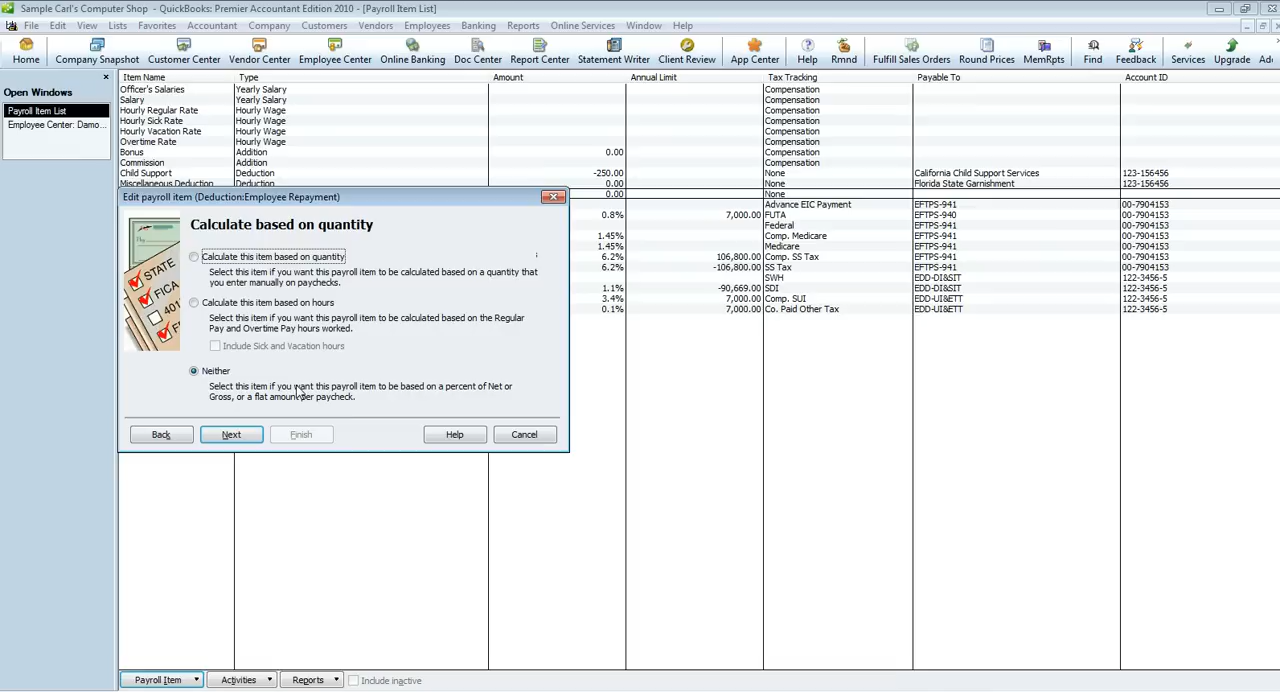 Sample Carl's Computer Shop - QuickBooks: Premier Accountant Edition 2010 - [Payroll Item List]
File Edit View Lists Favorites Accountant Company Customers Vendors Employees Banking Reports Online Services Window Help
Home Company Snapshot Customer Center Vendor Center Employee Center Online Banking Doc Center Report Center Statement Writer Client Review App Center Help Rmnd Fulfill Sales Orders Round Prices MemRpts Find Feedback Services Upgrade
Open Windows
Payroll Item List
Employee Center: Damo...
Item Name Type Amount Annual Limit Tax Tracking Payable To Account ID
Officer's Salaries Yearly Salary Compensation
Salary Yearly Salary Compensation
Hourly Regular Rate Hourly Wage Compensation
Hourly Sick Rate Hourly Wage Compensation
Hourly Vacation Rate Hourly Wage Compensation
Overtime Rate Hourly Wage Compensation
Bonus Addition 0.00 Compensation
Commission Addition Compensation
Child Support Deduction -250.00 None California Child Support Services 123-156456
Miscellaneous Deduction Deduction 0.00 None Florida State Garnishment 123-156456
0.00 None
Advance EIC Payment EFTPS-941 00-7904153
0.8% 7,000.00 FUTA EFTPS-940 00-7904153
Federal EFTPS-941 00-7904153
1.45% Comp. Medicare EFTPS-941 00-7904153
1.45% Medicare EFTPS-941 00-7904153
6.2% 106,800.00 Comp. SS Tax EFTPS-941 00-7904153
6.2% -106,800.00 SS Tax EFTPS-941 00-7904153
SWH EDD-DI&SIT 122-3456-5
1.1% -90,669.00 SDI EDD-DI&SIT 122-3456-5
3.4% 7,000.00 Comp. SUI EDD-UI&ETT 122-3456-5
0.1% 7,000.00 Co. Paid Other Tax EDD-UI&ETT 122-3456-5
Edit payroll item (Deduction:Employee Repayment)
Calculate based on quantity
Calculate this item based on quantity
Select this item if you want this payroll item to be calculated based on a quantity that
you enter manually on paychecks.
Calculate this item based on hours
Select this item if you want this payroll item to be calculated based on the Regular
Pay and Overtime Pay hours worked.
Include Sick and Vacation hours
Neither
Select this item if you want this payroll item to be based on a percent of Net or
Gross, or a flat amount per paycheck.
STATE
FICA
401
Back Next Finish Help Cancel
Payroll Item Activities Reports Include inactive